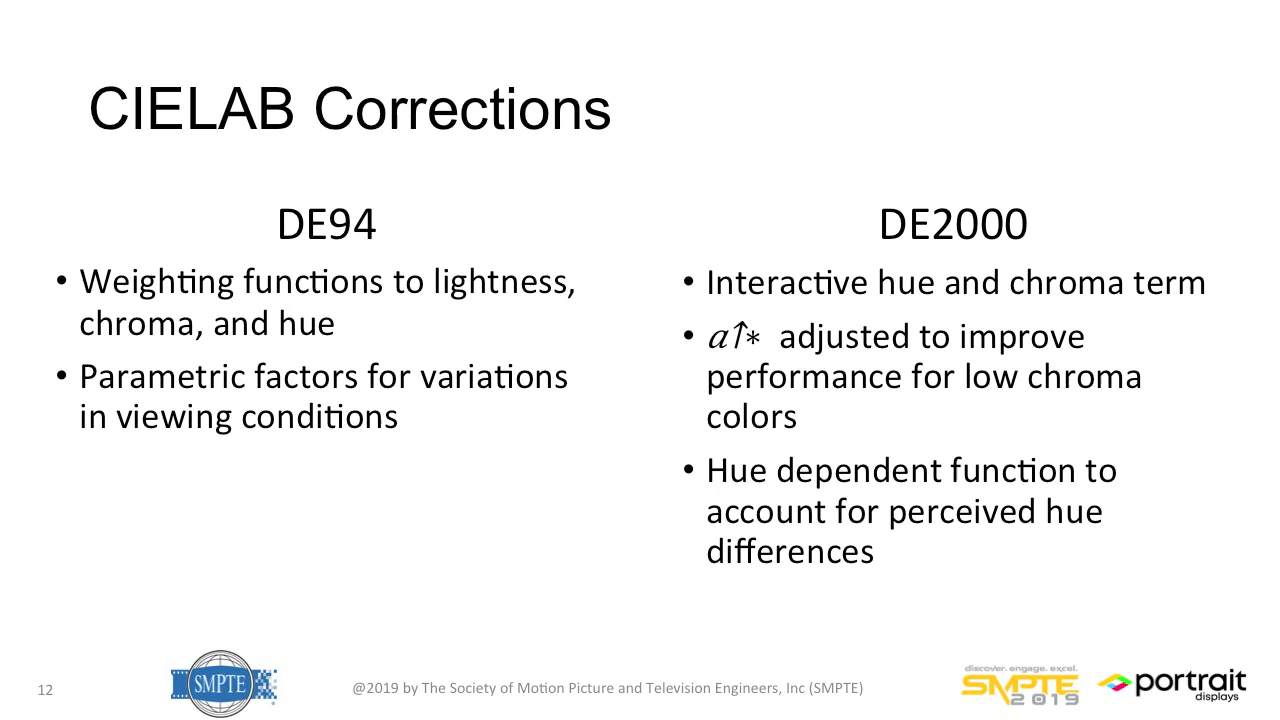 CIELAB Corrections
DE94
• Weighting functions to lightness,
chroma, and hue
• Parametric factors for variations
in viewing conditions
DE2000
• Interactive hue and chroma term
• 𝑎↑∗ adjusted to improve
performance for low chroma
colors
• Hue dependent function to
account for perceived hue
differences
12
SMPTE
@2019 by The Society of Motion Picture and Television Engineers, Inc (SMPTE)
discover. engage. excel.
SMPTE
2019
portrait
displays